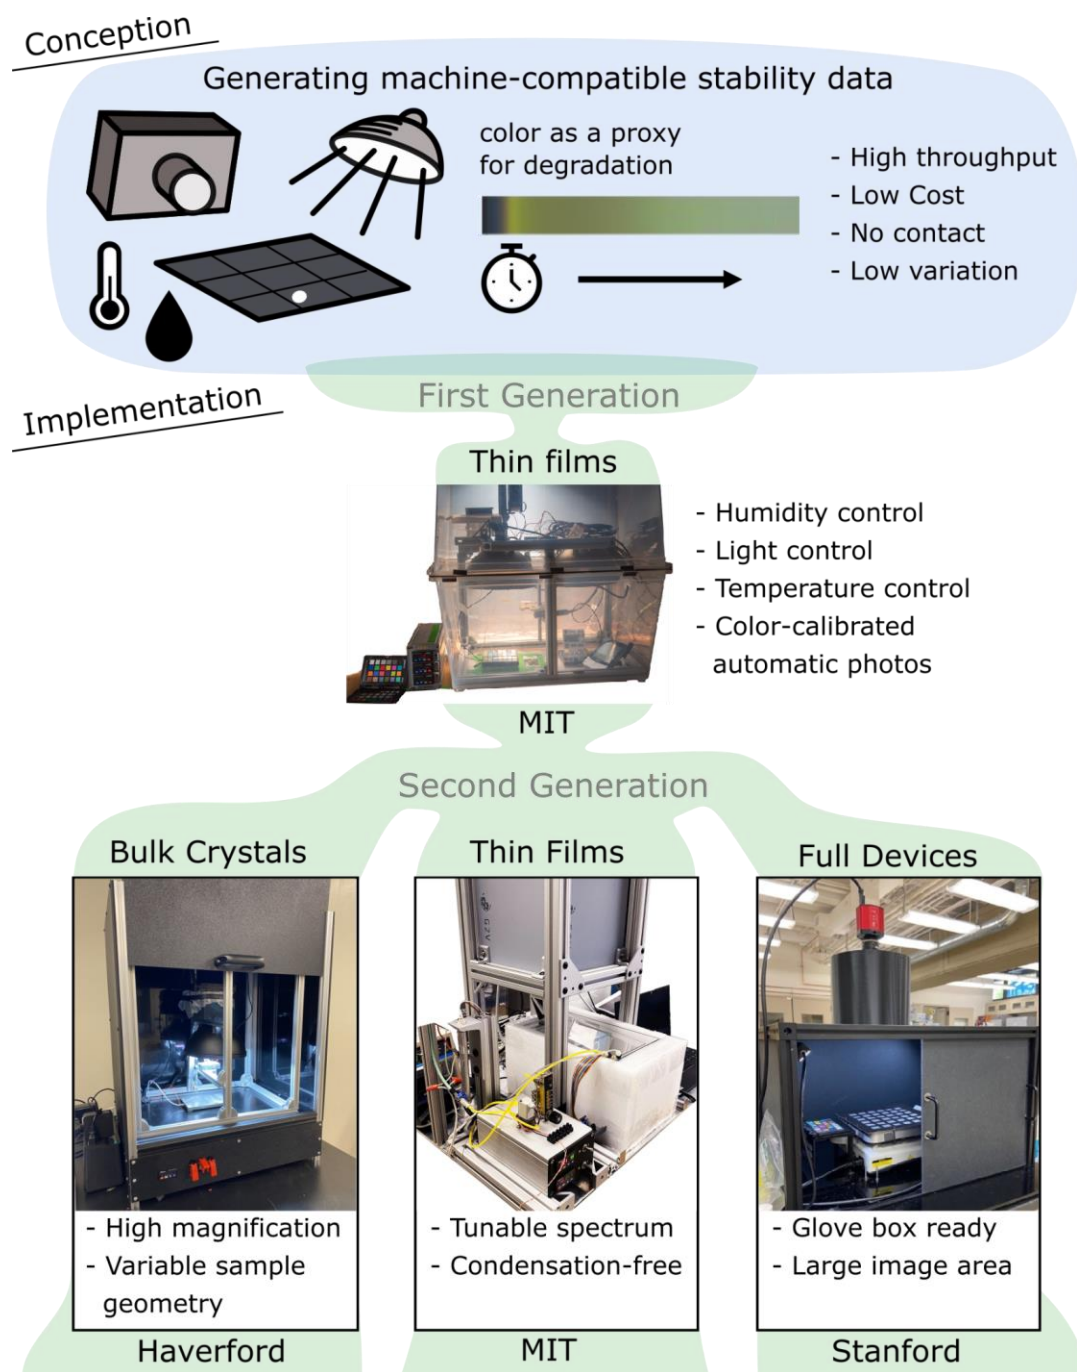 Conception
Generating machine-compatible stability data
color as a proxy
for degradation
- High throughput
- Low Cost
- No contact
- Low variation
Implementation
First Generation
Thin films
- Humidity control
- Light control
- Temperature control
- Color-calibrated
automatic photos
MIT
Second Generation
Bulk Crystals
- High magnification
- Variable sample
geometry
Haverford
Thin Films
G2V
- Tunable spectrum
- Condensation-free
MIT
Full Devices
- Glove box ready
- Large image area
Stanford